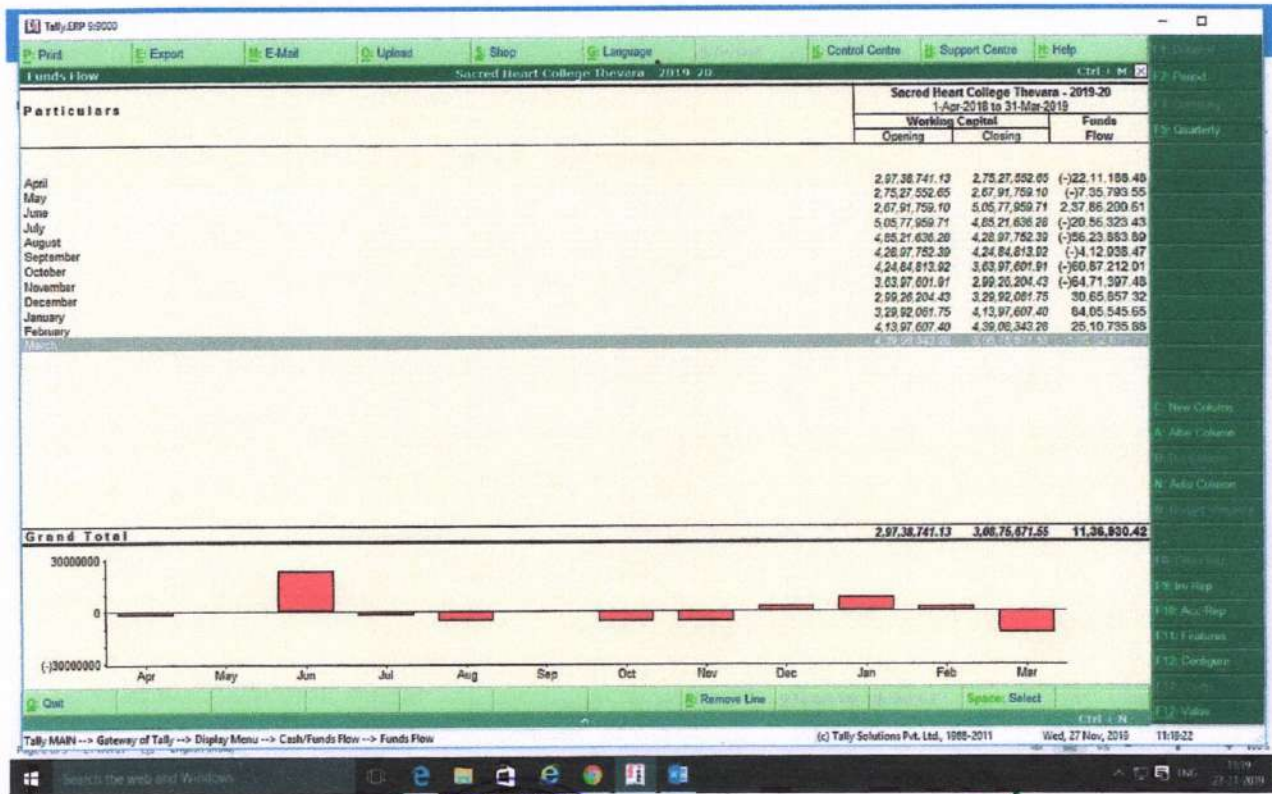 Tally.ERP 9:9000
P: Print E: Export M: E-Mail O: Upload S: Shop G: Language K: Control Centre H: Support Centre H: Help
Funds Flow Sacred Heart College Thevara - 2019-20 Ctrl + M
F2: Period
Particulars
Sacred Heart College Thevara - 2019-20
1-Apr-2018 to 31-Mar-2019
Working Capital Funds
Opening Closing Flow
April 2,97,38,741.13 2,75,27,552.65 (-)22,11,188.48
May 2,75,27,552.65 2,67,91,759.10 (-)7,35,793.55
June 2,67,91,759.10 5,05,77,959.71 2,37,86,200.61
July 5,05,77,959.71 4,85,21,636.28 (-)20,56,323.43
August 4,85,21,636.28 4,28,97,752.39 (-)56,23,883.89
September 4,28,97,752.39 4,24,84,813.92 (-)4,12,938.47
October 4,24,84,813.92 3,63,97,601.91 (-)60,87,212.01
November 3,63,97,601.91 2,99,26,204.43 (-)64,71,397.48
December 2,99,26,204.43 3,29,92,061.75 30,65,857.32
January 3,29,92,061.75 4,13,97,607.40 84,05,545.65
February 4,13,97,607.40 4,39,08,343.28 25,10,735.88
March
F5: Quarterly
C: New Column
A: Alter Column
N: Auto Column
Grand Total 2,97,38,741.13 3,08,75,671.55 11,36,930.42
F9: Inv Rep
F10: Acc Rep
F11: Features
F12: Configure
F12: Value
30000000
0
(-)30000000
Apr May Jun Jul Aug Sep Oct Nov Dec Jan Feb Mar
Q: Quit R: Remove Line Space: Select
Ctrl + N
Tally MAIN --> Gateway of Tally --> Display Menu --> Cash/Funds Flow --> Funds Flow (c) Tally Solutions Pvt. Ltd., 1988-2011 Wed, 27 Nov, 2019 11:19:22
Search the web and Windows ENG 11:19
27-11-2019